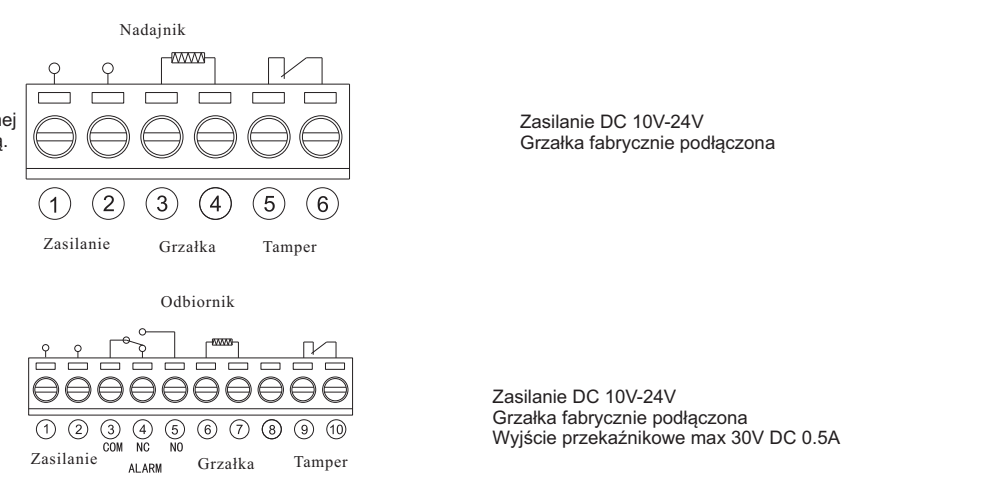 Nadajnik
Zasilanie DC 10V-24V
Grzałka fabrycznie podłączona
1 2 3 4 5 6
Zasilanie Grzałka Tamper
Odbiornik
Zasilanie DC 10V-24V
Grzałka fabrycznie podłączona
Wyjście przekaźnikowe max 30V DC 0.5A
1 2 3 4 5 6 7 8 9 10
COM NC NO
Zasilanie ALARM Grzałka Tamper